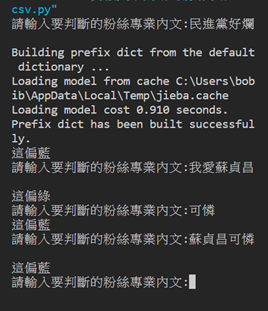 csv.py"
請輸入要判斷的粉絲專業內文:民進黨好爛
Building prefix dict from the default
dictionary ...
Loading model from cache C:\Users\bob
ib\AppData\Local\Temp\jieba.cache
Loading model cost 0.910 seconds.
Prefix dict has been built successful
ly.
這偏藍
請輸入要判斷的粉絲專業內文:我愛蘇貞昌
這偏綠
請輸入要判斷的粉絲專業內文:可憐
這偏藍
請輸入要判斷的粉絲專業內文:蘇貞昌可憐
這偏藍
請輸入要判斷的粉絲專業內文: